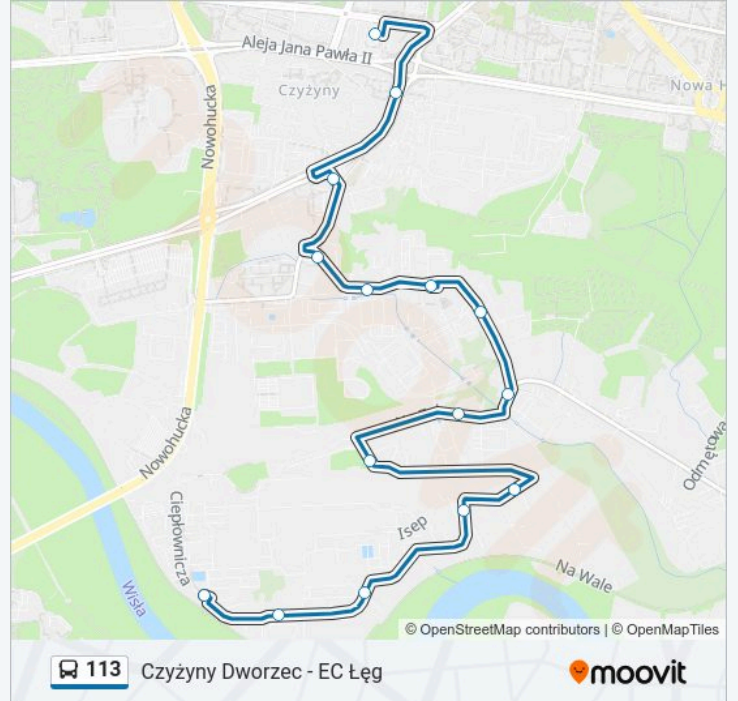 Aleja Jana Pawła II
Czyżyny
Nowa H
Nowohucka
Nowohucka
Odmętowa
Ciepłownicza
Isep
Na Wale
Wisła
© OpenStreetMap contributors | © OpenMapTiles
113 Czyżyny Dworzec - EC Łęg
moovit